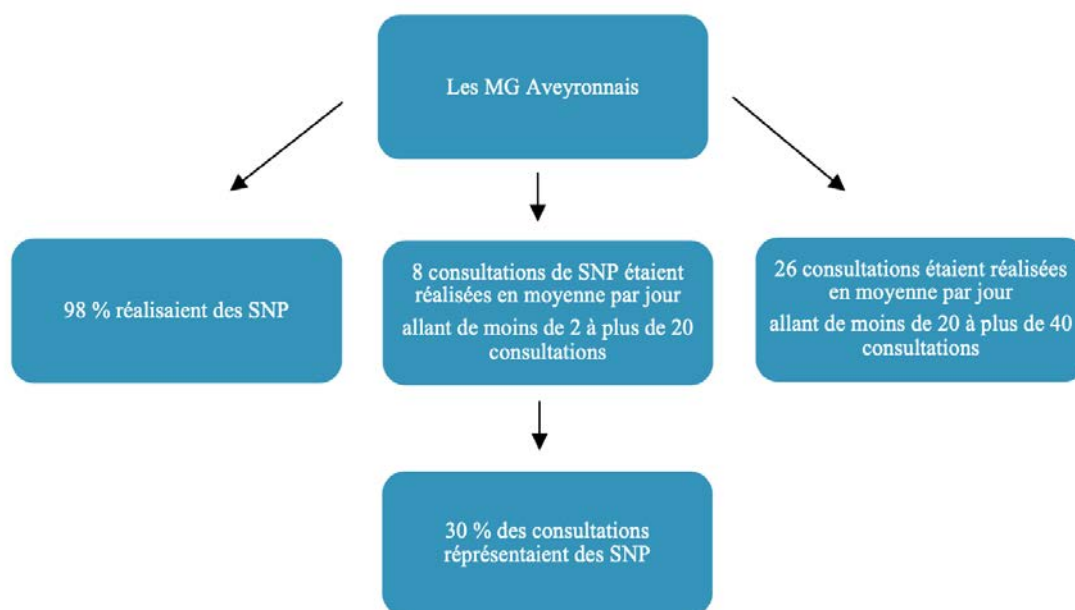 Les MG Aveyronnais
98 % réalisaient des SNP
8 consultations de SNP étaient
réalisées en moyenne par jour
allant de moins de 2 à plus de 20
consultations
26 consultations étaient réalisées
en moyenne par jour
allant de moins de 20 à plus de 40
consultations
30 % des consultations
réprésentaient des SNP